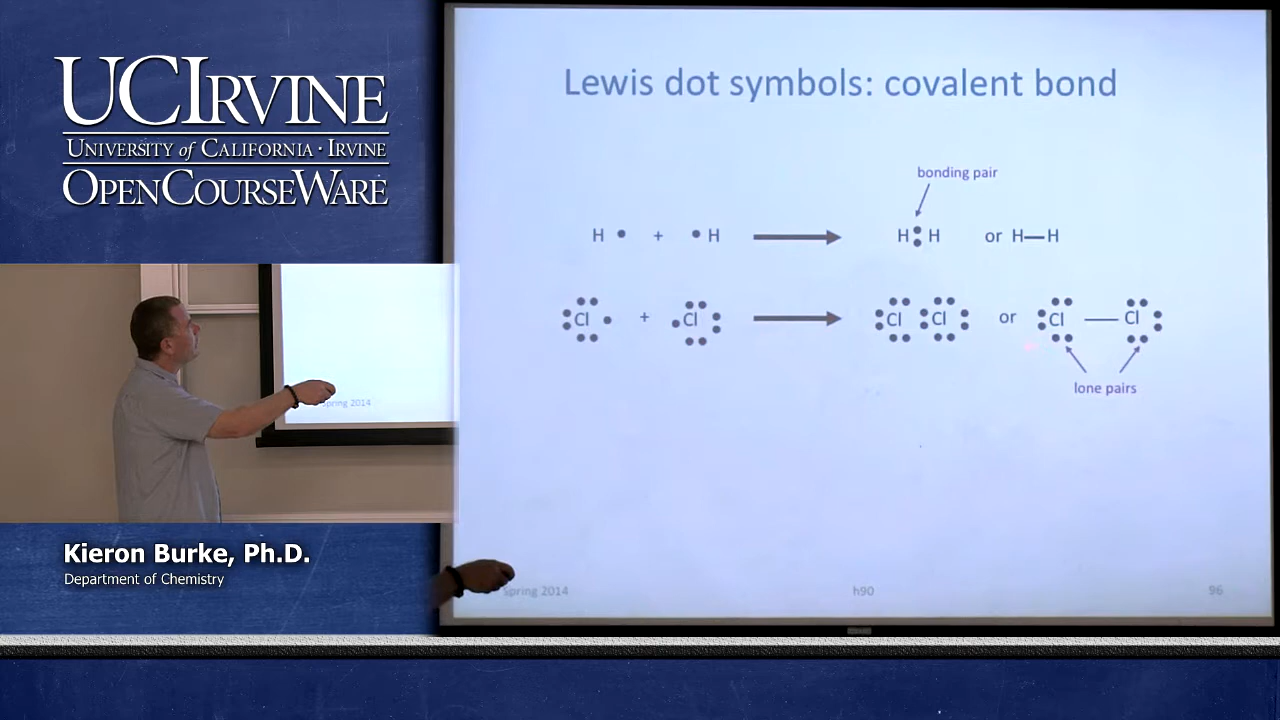 UCIRVINE
UNIVERSITY of CALIFORNIA · IRVINE
OPENCOURSEWARE
Lewis dot symbols: covalent bond
bonding pair
H + H H H or H—H
Cl + Cl Cl Cl or Cl — Cl
lone pairs
Spring 2014
Kieron Burke, Ph.D.
Department of Chemistry
Spring 2014 h90 96